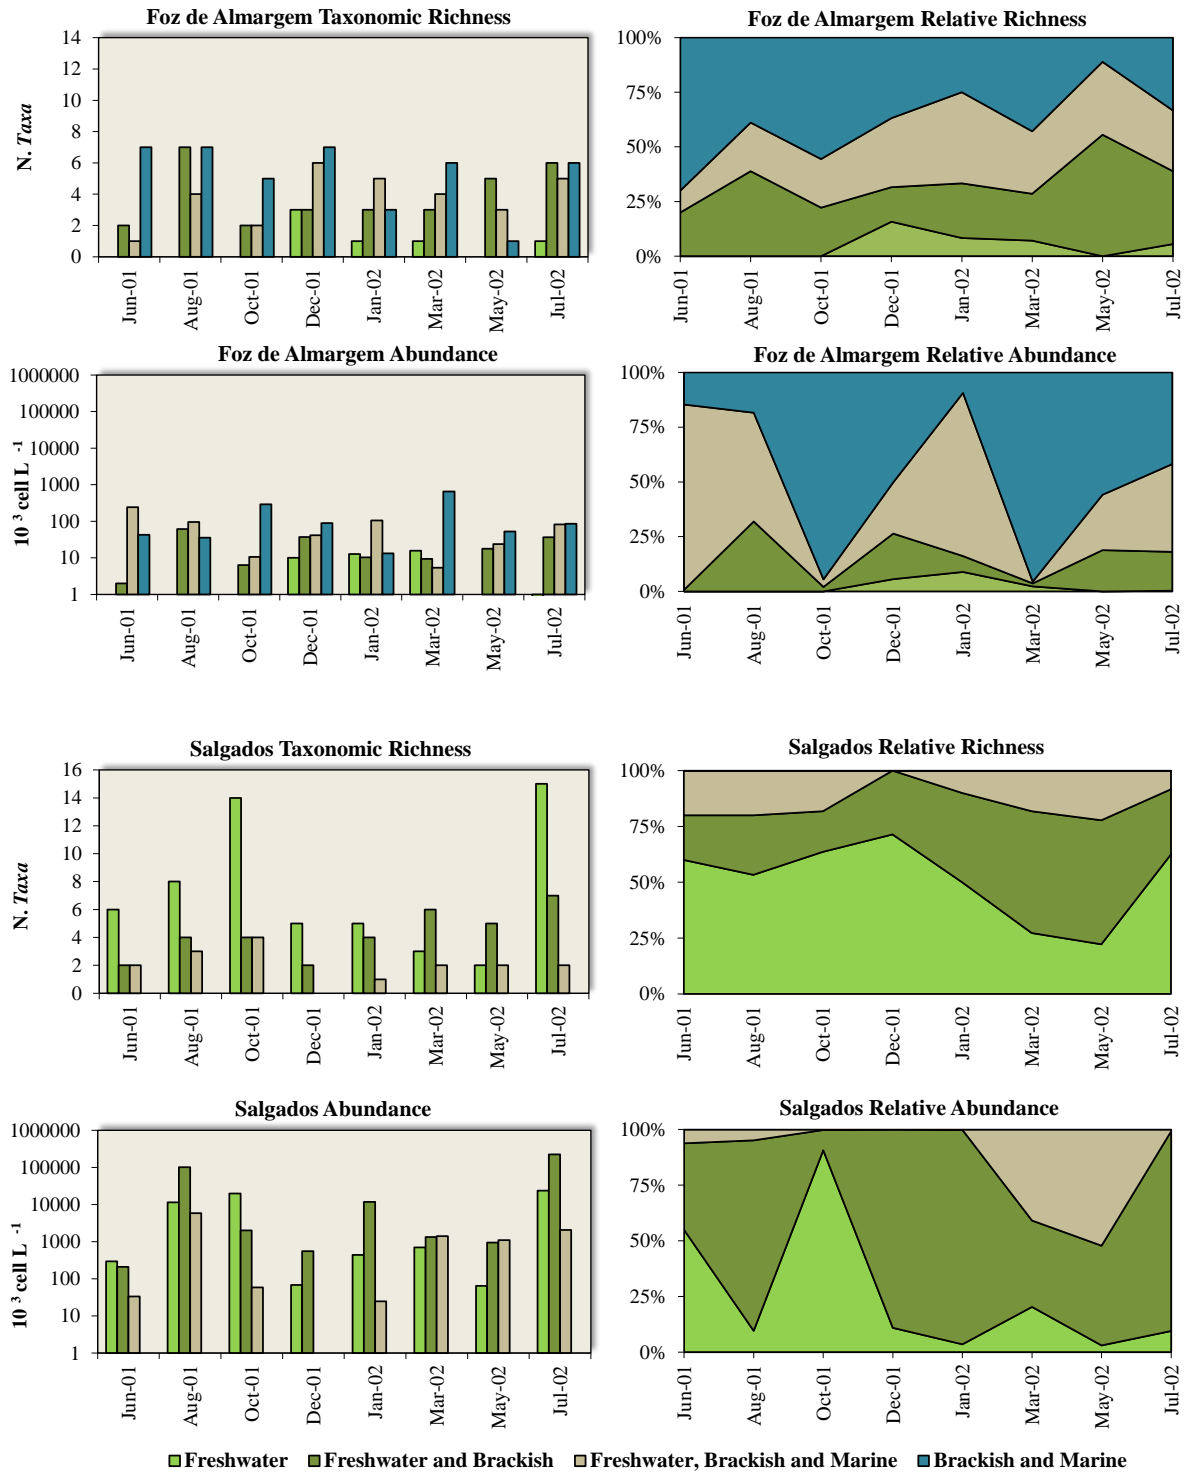 Foz de Almargem Taxonomic Richness
14
12
10
8
6
4
2
0
N. Taxa
Jun-01 Aug-01 Oct-01 Dec-01 Jan-02 Mar-02 May-02 Jul-02
Foz de Almargem Relative Richness
100%
75%
50%
25%
0%
Jun-01 Aug-01 Oct-01 Dec-01 Jan-02 Mar-02 May-02 Jul-02
Foz de Almargem Abundance
1000000
100000
10000
1000
100
10
1
10 ³ cell L ⁻¹
Jun-01 Aug-01 Oct-01 Dec-01 Jan-02 Mar-02 May-02 Jul-02
Foz de Almargem Relative Abundance
100%
75%
50%
25%
0%
Jun-01 Aug-01 Oct-01 Dec-01 Jan-02 Mar-02 May-02 Jul-02
Salgados Taxonomic Richness
16
14
12
10
8
6
4
2
0
N. Taxa
Jun-01 Aug-01 Oct-01 Dec-01 Jan-02 Mar-02 May-02 Jul-02
Salgados Relative Richness
100%
75%
50%
25%
0%
Jun-01 Aug-01 Oct-01 Dec-01 Jan-02 Mar-02 May-02 Jul-02
Salgados Abundance
1000000
100000
10000
1000
100
10
1
10 ³ cell L ⁻¹
Jun-01 Aug-01 Oct-01 Dec-01 Jan-02 Mar-02 May-02 Jul-02
Salgados Relative Abundance
100%
75%
50%
25%
0%
Jun-01 Aug-01 Oct-01 Dec-01 Jan-02 Mar-02 May-02 Jul-02
Freshwater Freshwater and Brackish Freshwater, Brackish and Marine Brackish and Marine